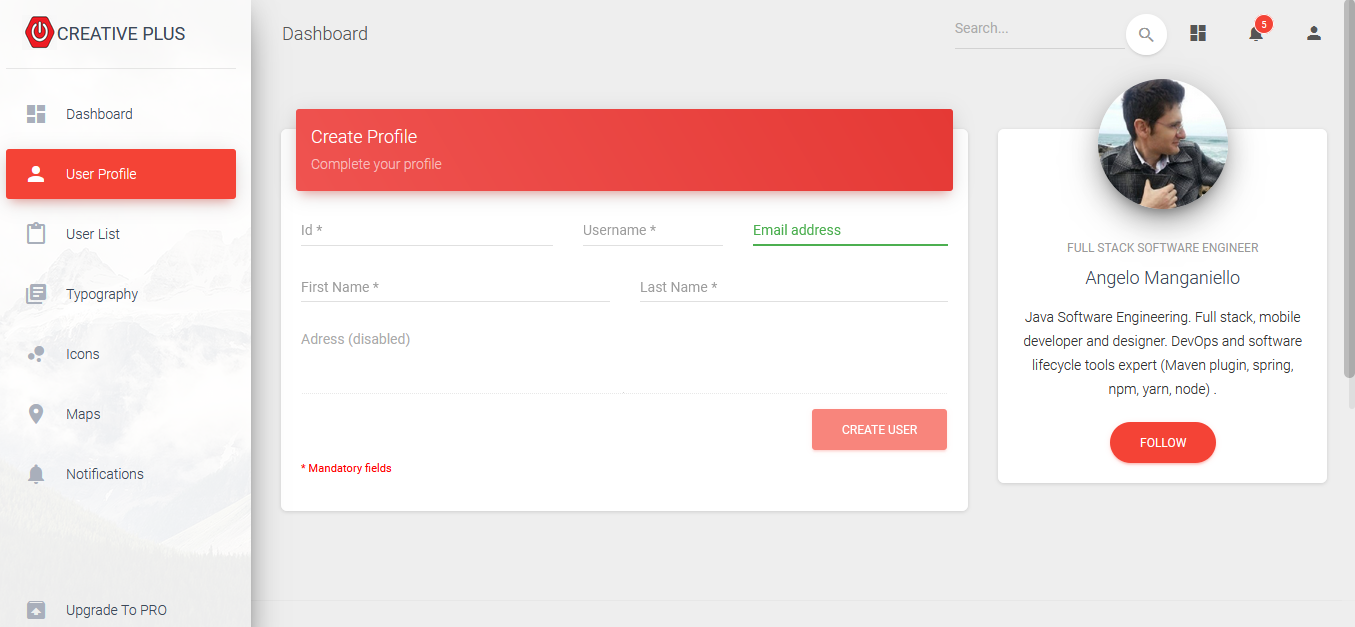 CREATIVE PLUS
Dashboard
User Profile
User List
Typography
Icons
Maps
Notifications
Upgrade To PRO
Dashboard
Search...
5
Create Profile
Complete your profile
Id *
Username *
Email address
First Name *
Last Name *
Adress (disabled)
CREATE USER
* Mandatory fields
FULL STACK SOFTWARE ENGINEER
Angelo Manganiello
Java Software Engineering. Full stack, mobile
developer and designer. DevOps and software
lifecycle tools expert (Maven plugin, spring,
npm, yarn, node) .
FOLLOW